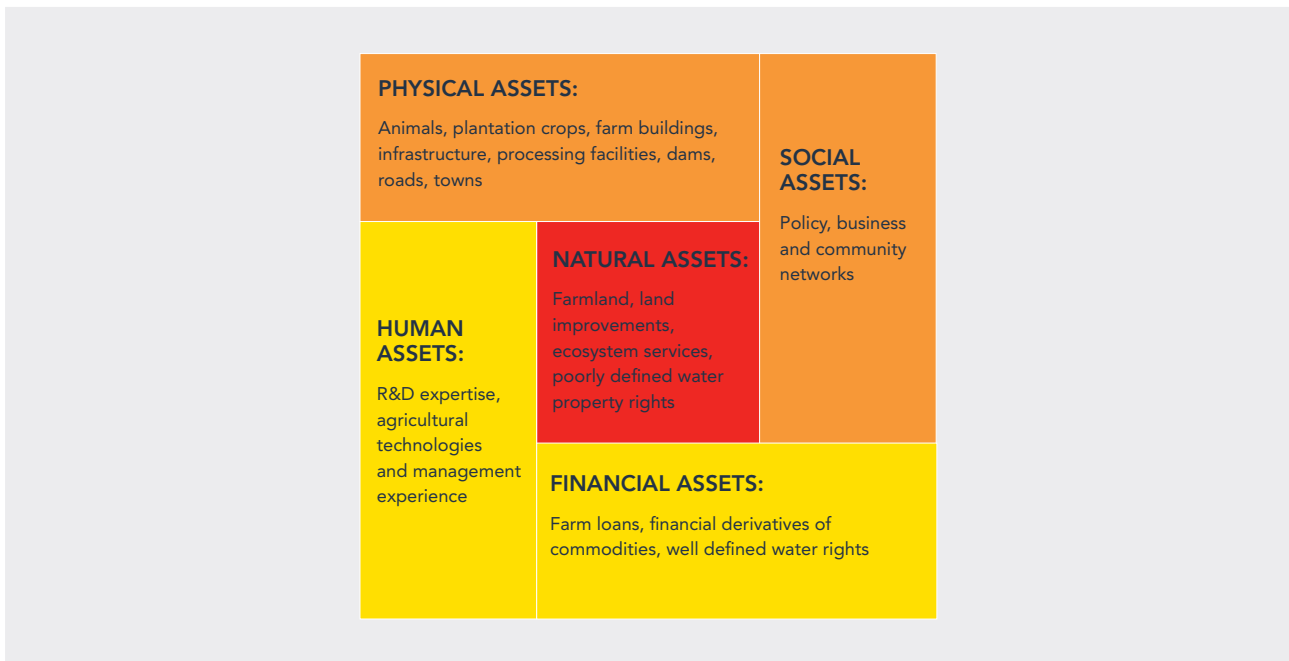 PHYSICAL ASSETS:
Animals, plantation crops, farm buildings,
infrastructure, processing facilities, dams,
roads, towns
SOCIAL
ASSETS:
Policy, business
and community
networks
NATURAL ASSETS:
Farmland, land
improvements,
ecosystem services,
poorly defined water
property rights
HUMAN
ASSETS:
R&D expertise,
agricultural
technologies
and management
experience
FINANCIAL ASSETS:
Farm loans, financial derivatives of
commodities, well defined water rights